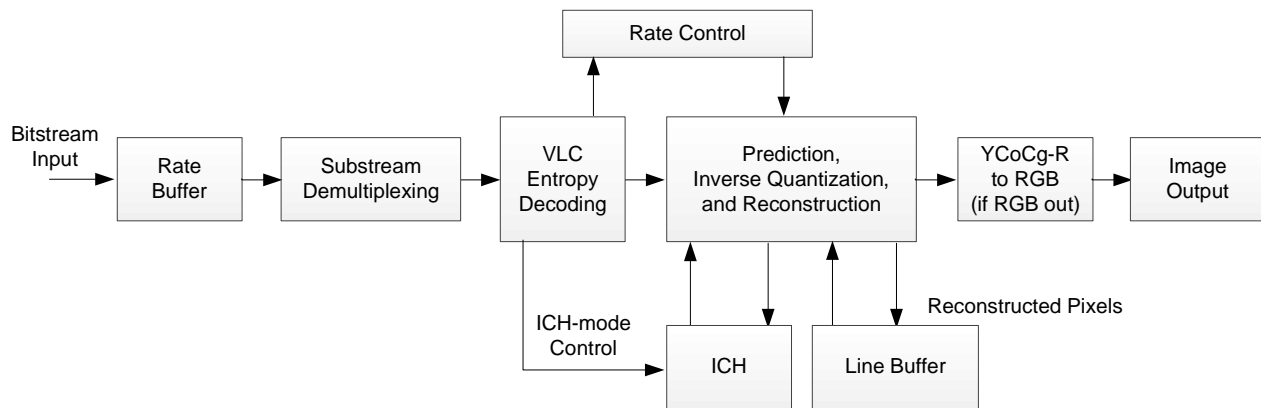 Rate Control
Bitstream
Input
Rate
Buffer
Substream
Demultiplexing
VLC
Entropy
Decoding
Prediction,
Inverse Quantization,
and Reconstruction
YCoCg-R
to RGB
(if RGB out)
Image
Output
ICH-mode
Control
ICH
Line Buffer
Reconstructed Pixels